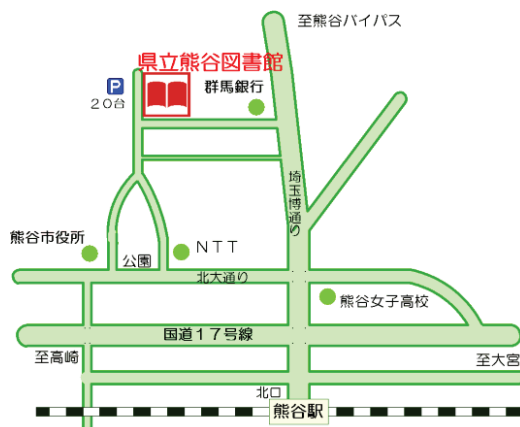 至熊谷バイパス
県立熊谷図書館
P
20台
群馬銀行
埼玉博通り
熊谷市役所
NTT
公園
北大通り
熊谷女子高校
国道17号線
至高崎
至大宮
北口
熊谷駅